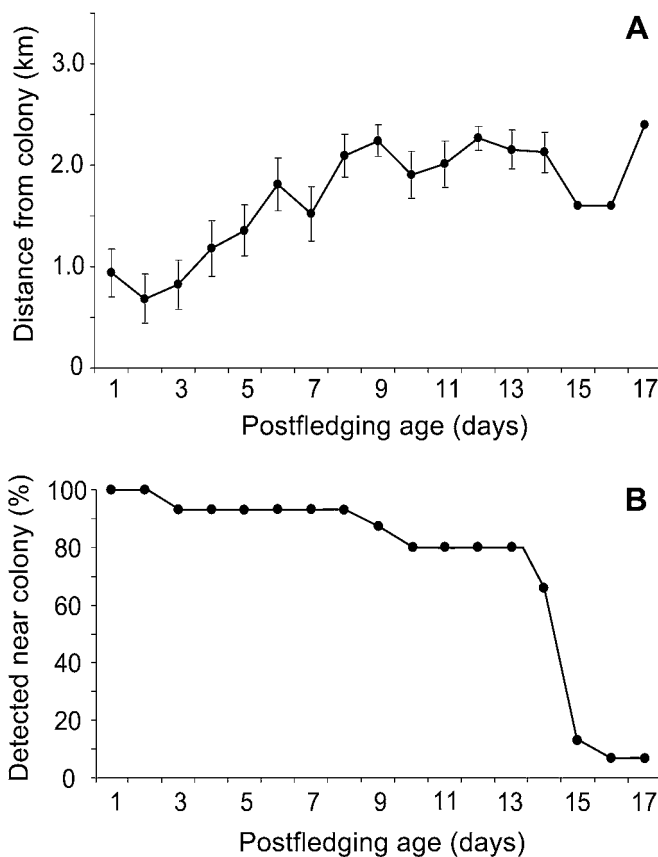 A
Distance from colony (km)
3.0
2.0
1.0
0
1 3 5 7 9 11 13 15 17
Postfledging age (days)
B
Detected near colony (%)
100
80
60
40
20
0
1 3 5 7 9 11 13 15 17
Postfledging age (days)